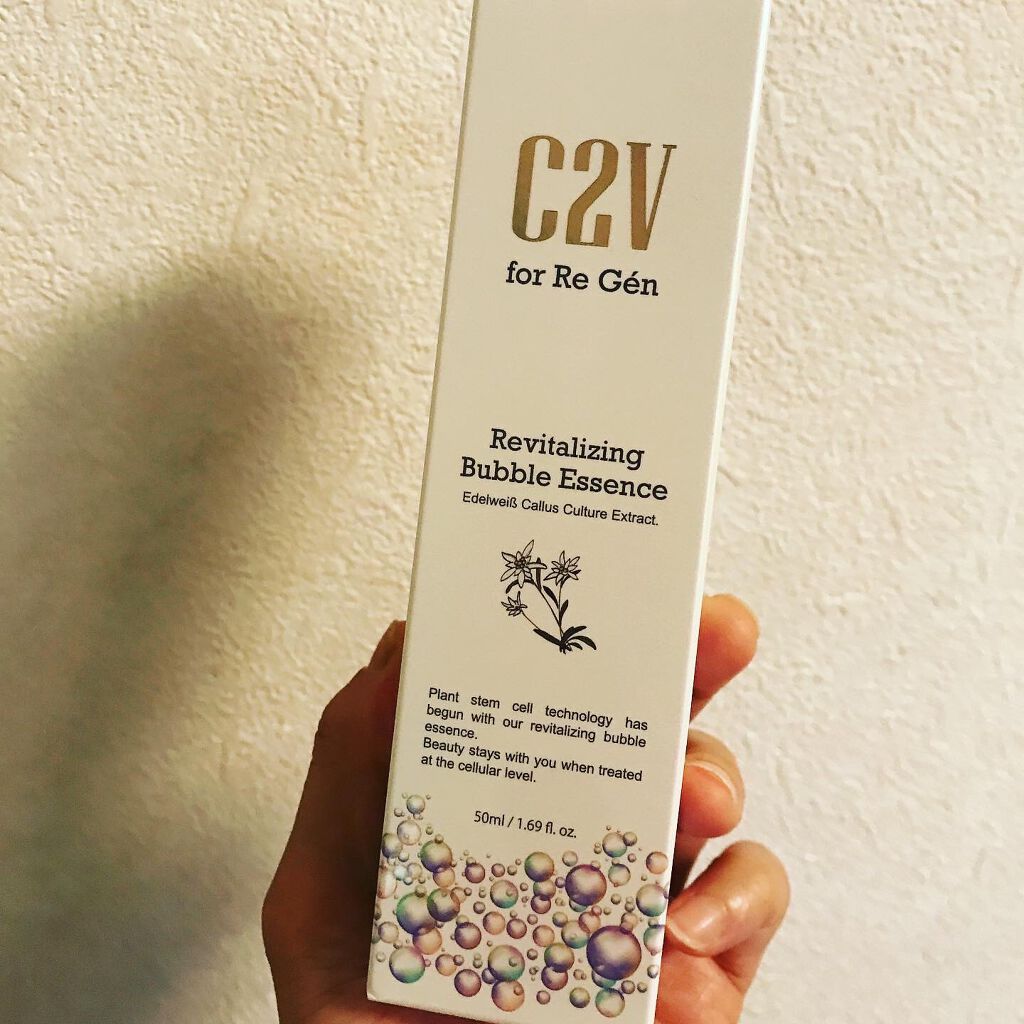 C2V
for Re Gén
Revitalizing
Bubble Essence
Edelweiß Callus Culture Extract.
Plant stem cell technology has
begun with our revitalizing bubble
essence.
Beauty stays with you when treated
at the cellular level.
50ml / 1.69 fl. oz.